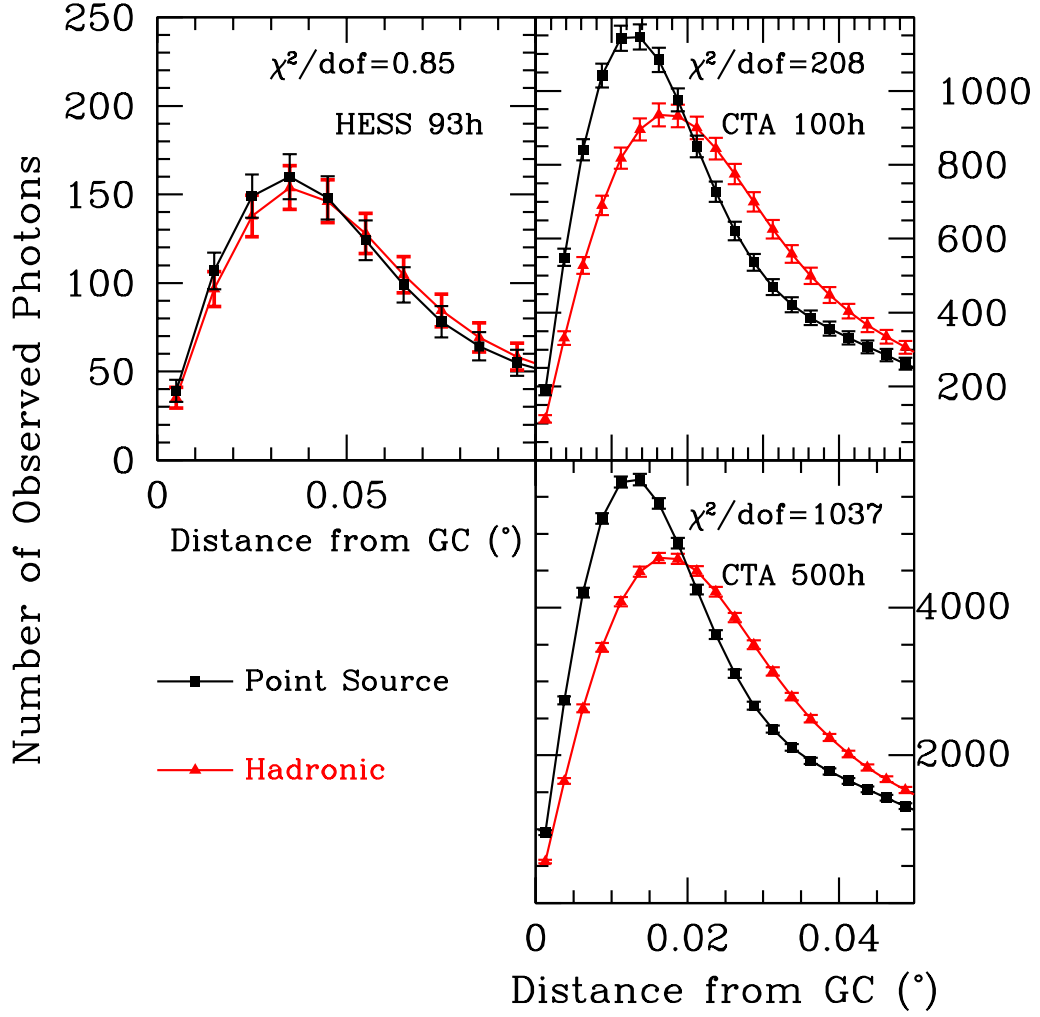 Number of Observed Photons
250
200
150
100
50
0
χ²/dof=0.85
HESS 93h
0
0.05
Distance from GC (°)
χ²/dof=208
CTA 100h
1000
800
600
400
200
χ²/dof=1037
CTA 500h
4000
2000
0
0.02
0.04
Distance from GC (°)
Point Source
Hadronic